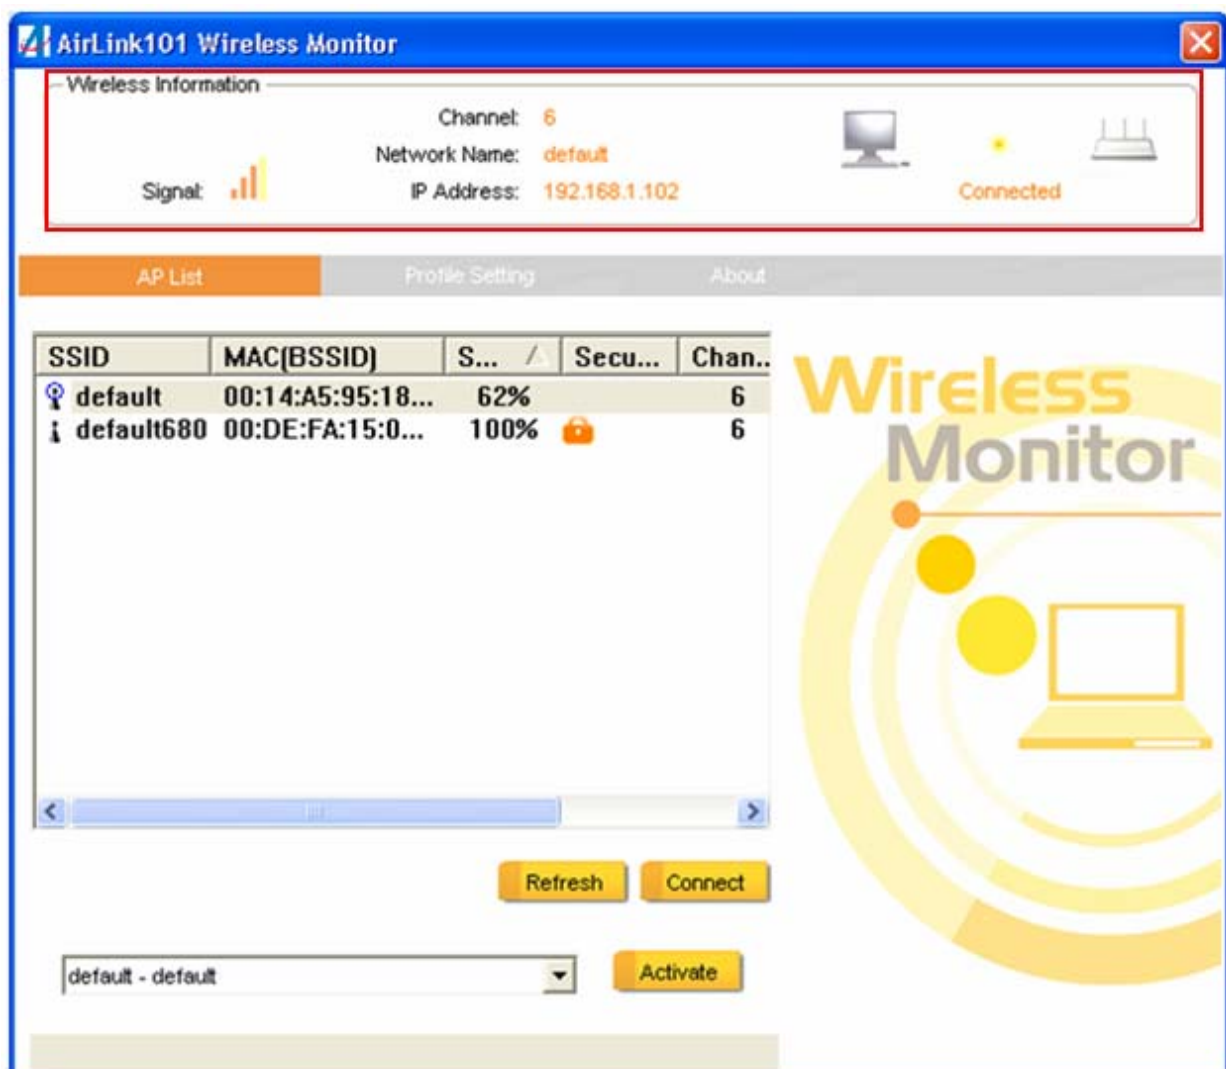 AirLink101 Wireless Monitor
Wireless Information
Channel: 6
Network Name: default
Signal: IP Address: 192.168.1.102 Connected
AP List Profile Setting About
SSID MAC(BSSID) S... Secu... Chan..
default 00:14:A5:95:18... 62% 6
default680 00:DE:FA:15:0... 100% 6
Wireless
Monitor
Refresh Connect
default - default Activate